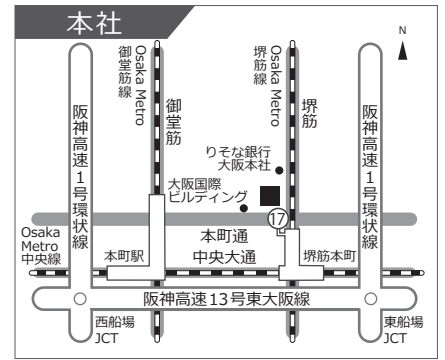 本社
N
Osaka Metro
御堂筋線
Osaka Metro
堺筋線
阪神高速1号環状線
御堂筋
堺筋
阪神高速1号環状線
りそな銀行
大阪本社
大阪国際
ビルディング
17
本町通
Osaka
Metro
中央線
本町駅
中央大通
堺筋本町
阪神高速13号東大阪線
西船場
JCT
東船場
JCT